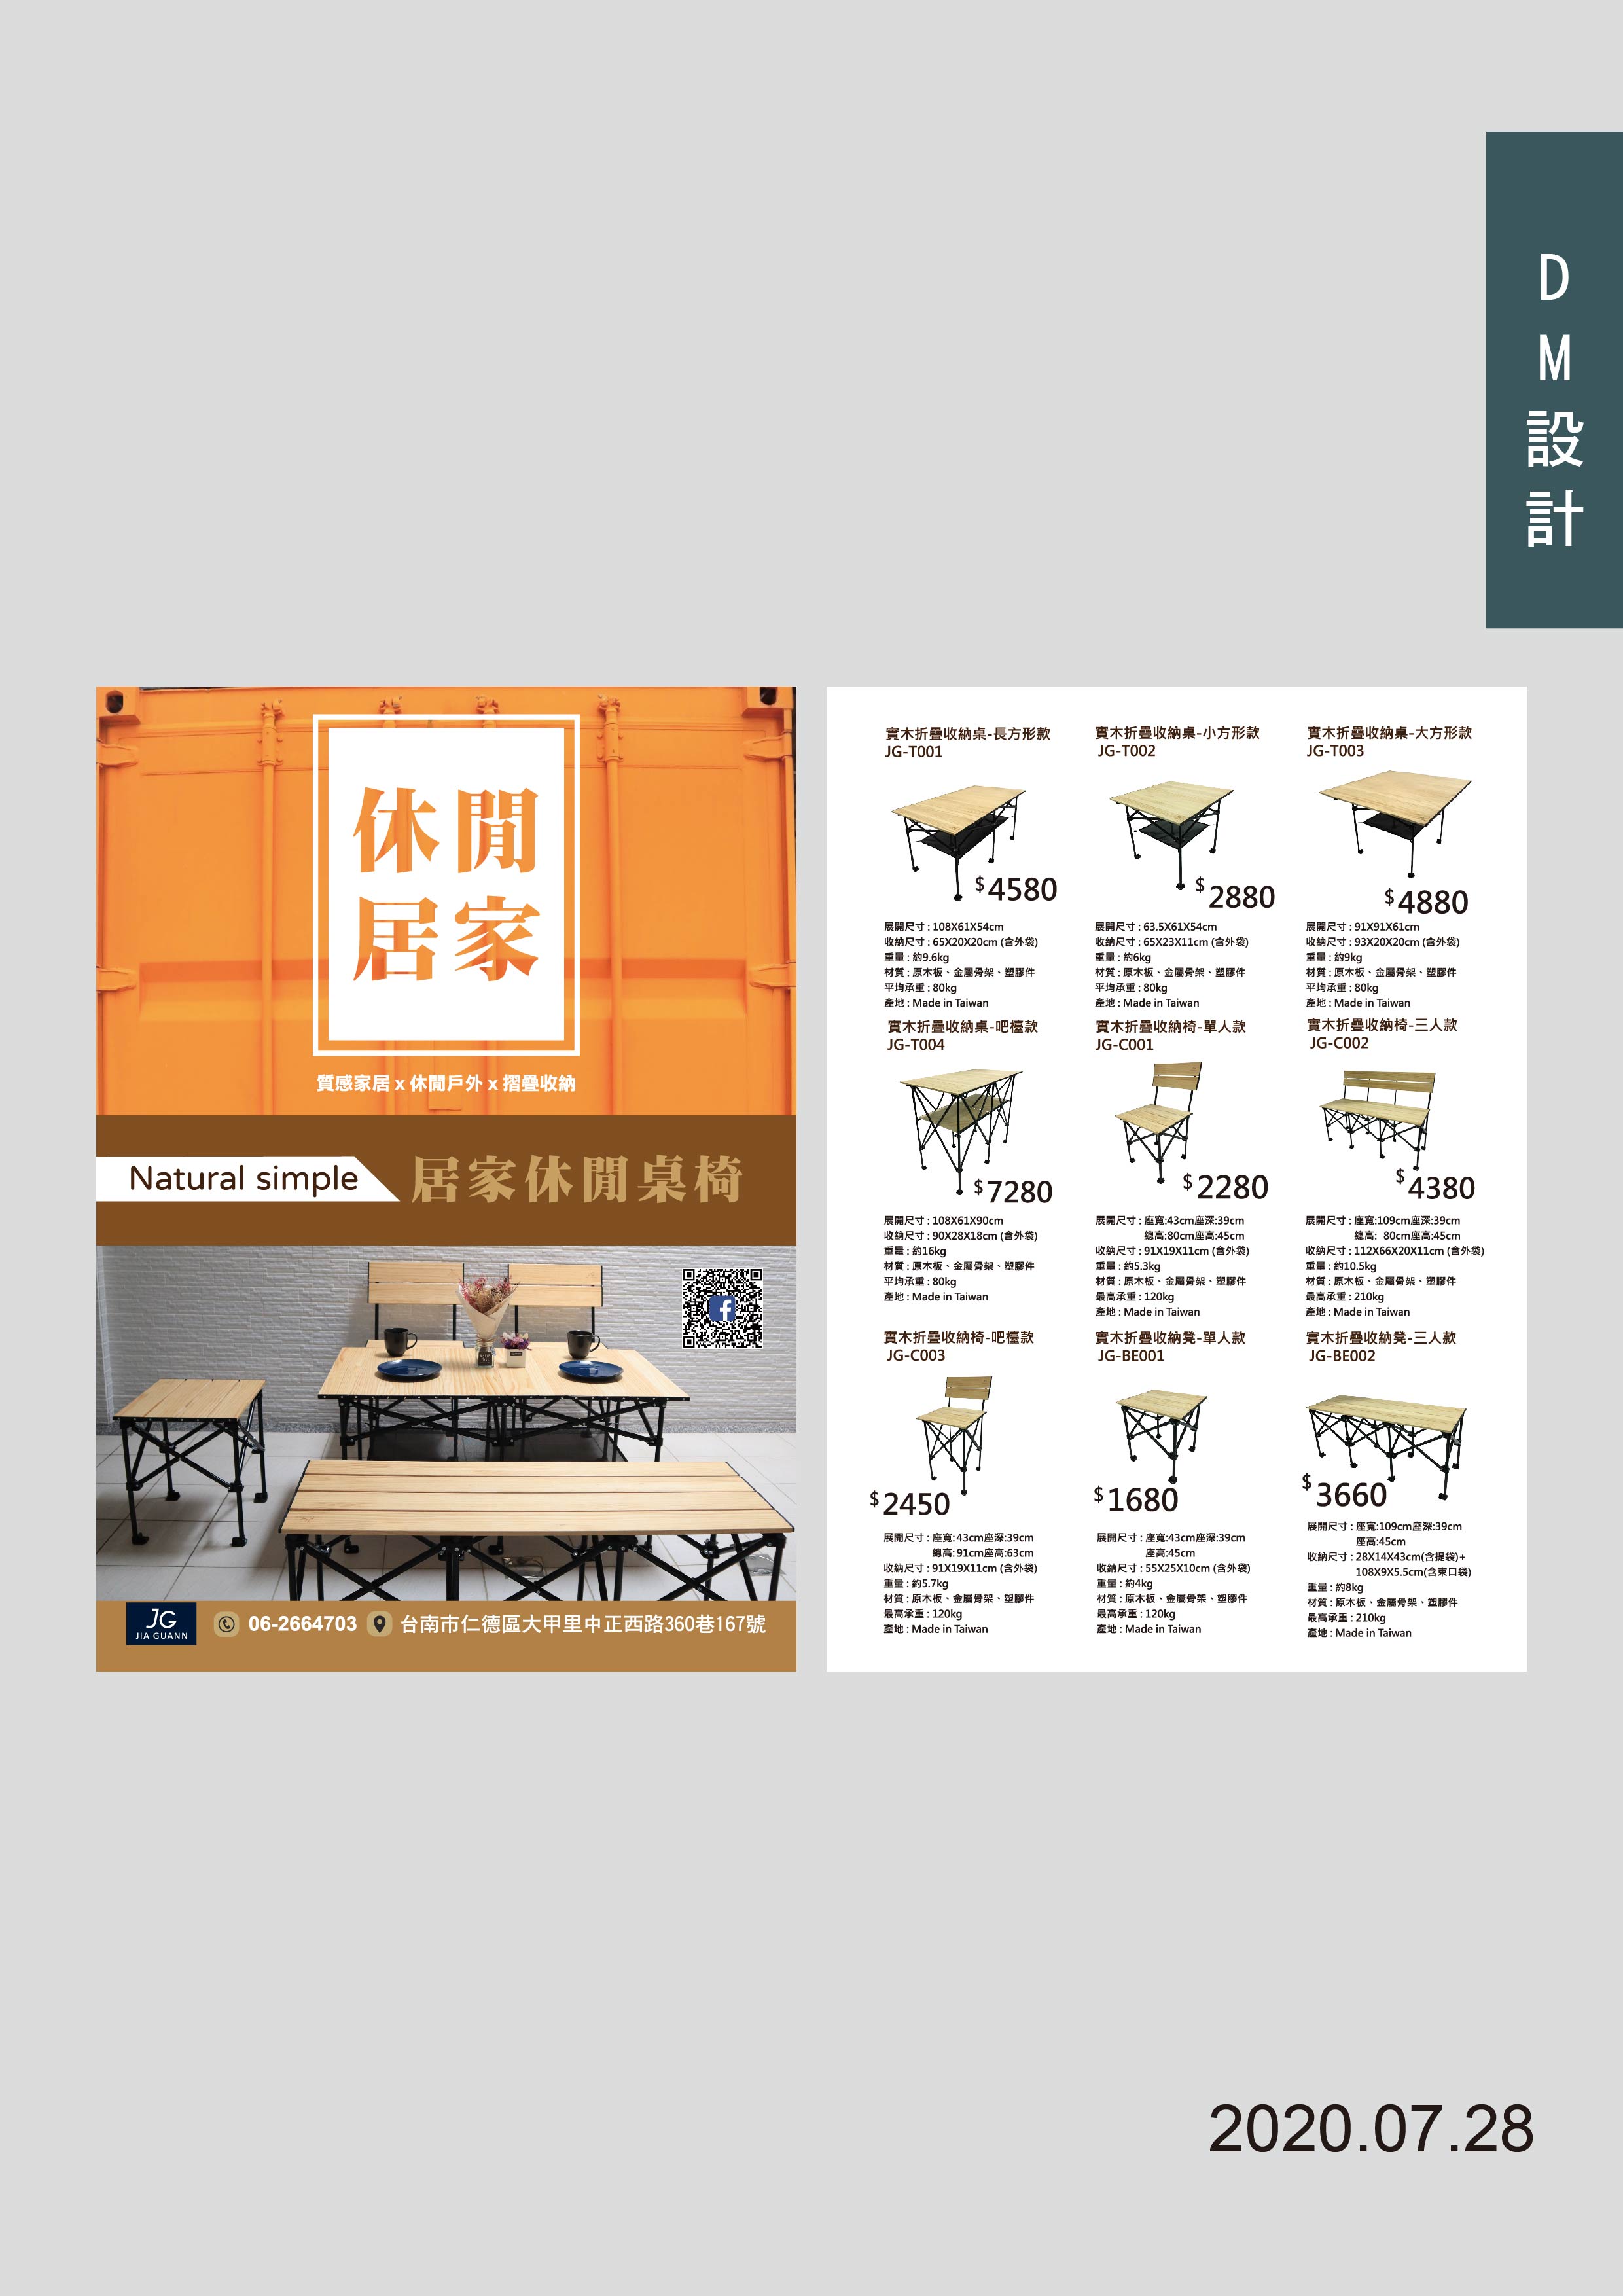 DM設計
休閒
居家
質感家居 x 休閒戶外 x 摺疊收納
Natural simple 居家休閒桌椅
JG
JIA GUANN
06-2664703 台南市仁德區大甲里中正西路360巷167號
實木折疊收納桌-長方形款
JG-T001
$4580
展開尺寸 : 108X61X54cm
收納尺寸 : 65X20X20cm (含外袋)
重量 : 約9.6kg
材質 : 原木板、金屬骨架、塑膠件
平均承重 : 80kg
產地 : Made in Taiwan
實木折疊收納桌-小方形款
JG-T002
$2880
展開尺寸 : 63.5X61X54cm
收納尺寸 : 65X23X11cm (含外袋)
重量 : 約6kg
材質 : 原木板、金屬骨架、塑膠件
平均承重 : 80kg
產地 : Made in Taiwan
實木折疊收納桌-大方形款
JG-T003
$4880
展開尺寸 : 91X91X61cm
收納尺寸 : 93X20X20cm (含外袋)
重量 : 約9kg
材質 : 原木板、金屬骨架、塑膠件
平均承重 : 80kg
產地 : Made in Taiwan
實木折疊收納桌-吧檯款
JG-T004
$7280
展開尺寸 : 108X61X90cm
收納尺寸 : 90X28X18cm (含外袋)
重量 : 約16kg
材質 : 原木板、金屬骨架、塑膠件
平均承重 : 80kg
產地 : Made in Taiwan
實木折疊收納椅-單人款
JG-C001
$2280
展開尺寸 : 座寬:43cm座深:39cm
總高:80cm座高:45cm
收納尺寸 : 91X19X11cm (含外袋)
重量 : 約5.3kg
材質 : 原木板、金屬骨架、塑膠件
最高承重 : 120kg
產地 : Made in Taiwan
實木折疊收納椅-三人款
JG-C002
$4380
展開尺寸 : 座寬:109cm座深:39cm
總高: 80cm座高:45cm
收納尺寸 : 112X66X20X11cm (含外袋)
重量 : 約10.5kg
材質 : 原木板、金屬骨架、塑膠件
最高承重 : 210kg
產地 : Made in Taiwan
實木折疊收納椅-吧檯款
JG-C003
$2450
展開尺寸 : 座寬:43cm座深:39cm
總高:91cm座高:63cm
收納尺寸 : 91X19X11cm (含外袋)
重量 : 約5.7kg
材質 : 原木板、金屬骨架、塑膠件
最高承重 : 120kg
產地 : Made in Taiwan
實木折疊收納凳-單人款
JG-BE001
$1680
展開尺寸 : 座寬:43cm座深:39cm
座高:45cm
收納尺寸 : 55X25X10cm (含外袋)
重量 : 約4kg
材質 : 原木板、金屬骨架、塑膠件
最高承重 : 120kg
產地 : Made in Taiwan
實木折疊收納凳-三人款
JG-BE002
$3660
展開尺寸 : 座寬:109cm座深:39cm
座高:45cm
收納尺寸 : 28X14X43cm(含提袋)+
108X9X5.5cm(含束口袋)
重量 : 約8kg
材質 : 原木板、金屬骨架、塑膠件
最高承重 : 210kg
產地 : Made in Taiwan
2020.07.28